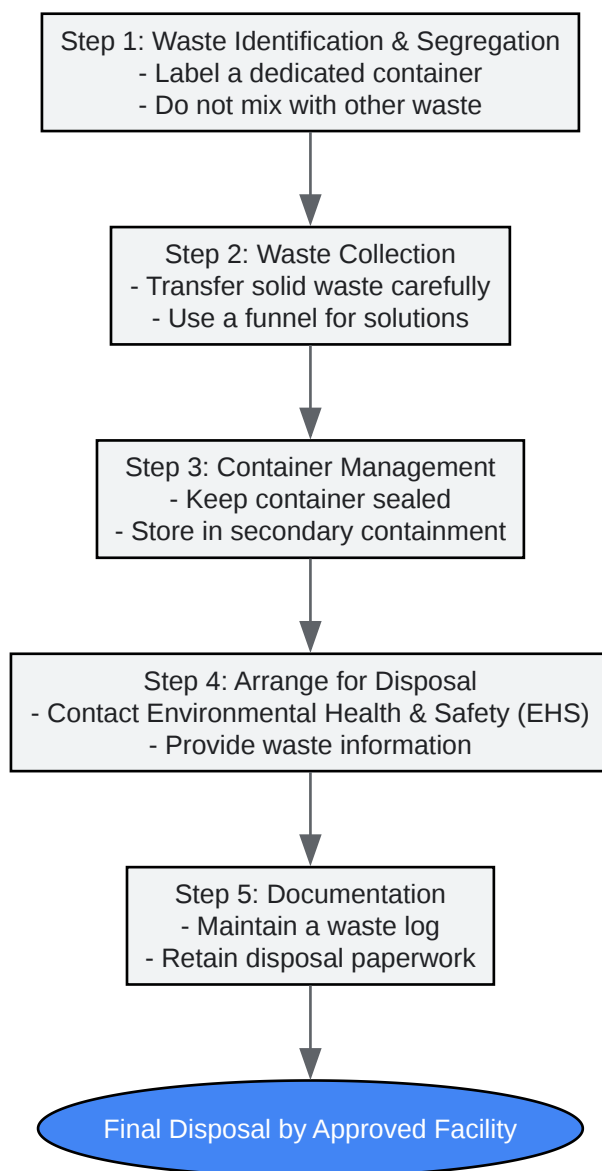 Step 1: Waste Identification & Segregation
- Label a dedicated container
- Do not mix with other waste
Step 2: Waste Collection
- Transfer solid waste carefully
- Use a funnel for solutions
Step 3: Container Management
- Keep container sealed
- Store in secondary containment
Step 4: Arrange for Disposal
- Contact Environmental Health & Safety (EHS)
- Provide waste information
Step 5: Documentation
- Maintain a waste log
- Retain disposal paperwork
Final Disposal by Approved Facility